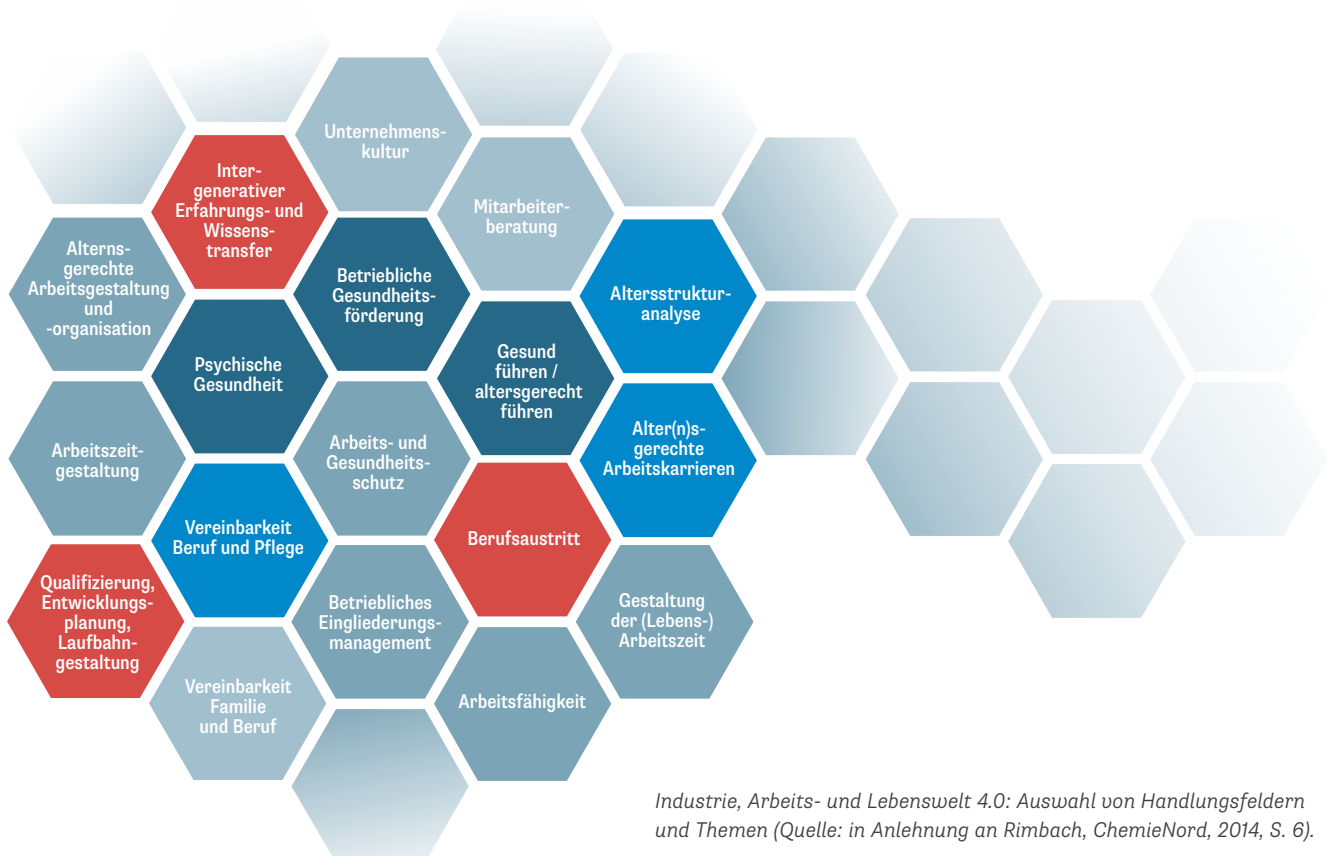 Unternehmens-
kultur
Inter-
generativer
Erfahrungs- und
Wissens-
transfer
Mitarbeiter-
beratung
Alterns-
gerechte
Arbeitsgestaltung
und
-organisation
Betriebliche
Gesundheits-
förderung
Altersstruktur-
analyse
Psychische
Gesundheit
Gesund
führen /
altersgerecht
führen
Arbeitszeit-
gestaltung
Arbeits- und
Gesundheits-
schutz
Alter(n)s-
gerechte
Arbeitskarrieren
Vereinbarkeit
Beruf und Pflege
Berufsaustritt
Qualifizierung,
Entwicklungs-
planung,
Laufbahn-
gestaltung
Betriebliches
Eingliederungs-
management
Gestaltung
der (Lebens-)
Arbeitszeit
Vereinbarkeit
Familie
und Beruf
Arbeitsfähigkeit
Industrie, Arbeits- und Lebenswelt 4.0: Auswahl von Handlungsfeldern
und Themen (Quelle: in Anlehnung an Rimbach, ChemieNord, 2014, S. 6).